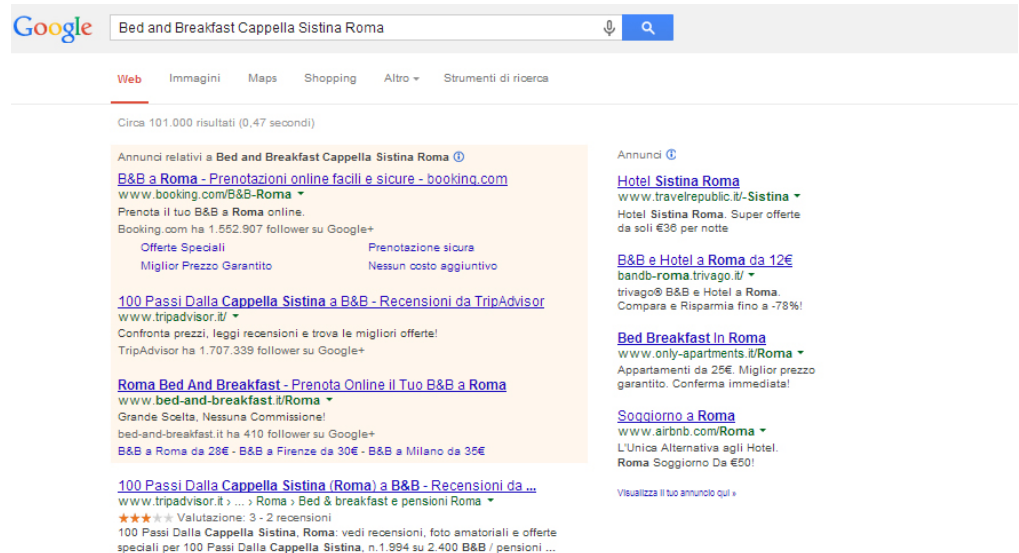 Google
Bed and Breakfast Cappella Sistina Roma
Web Immagini Maps Shopping Altro Strumenti di ricerca
Circa 101.000 risultati (0,47 secondi)
Annunci relativi a Bed and Breakfast Cappella Sistina Roma
B&B a Roma - Prenotazioni online facili e sicure - booking.com
www.booking.com/B&B-Roma
Prenota il tuo B&B a Roma online.
Booking.com ha 1.552.907 follower su Google+
Offerte Speciali Prenotazione sicura
Miglior Prezzo Garantito Nessun costo aggiuntivo
100 Passi Dalla Cappella Sistina a B&B - Recensioni da TripAdvisor
www.tripadvisor.it/
Confronta prezzi, leggi recensioni e trova le migliori offerte!
TripAdvisor ha 1.707.339 follower su Google+
Roma Bed And Breakfast - Prenota Online il Tuo B&B a Roma
www.bed-and-breakfast.it/Roma
Grande Scelta, Nessuna Commissione!
bed-and-breakfast.it ha 410 follower su Google+
B&B a Roma da 28€ - B&B a Firenze da 30€ - B&B a Milano da 35€
100 Passi Dalla Cappella Sistina (Roma) a B&B - Recensioni da ...
www.tripadvisor.it › ... › Roma › Bed & breakfast e pensioni Roma
Valutazione: 3 - 2 recensioni
100 Passi Dalla Cappella Sistina, Roma: vedi recensioni, foto amatoriali e offerte
speciali per 100 Passi Dalla Cappella Sistina, n.1.994 su 2.400 B&B / pensioni ...
Annunci
Hotel Sistina Roma
www.travelrepublic.it/-Sistina
Hotel Sistina Roma. Super offerte
da soli €36 per notte
B&B e Hotel a Roma da 12€
bandb-roma.trivago.it/
trivago® B&B e Hotel a Roma.
Compara e Risparmia fino a -78%!
Bed Breakfast In Roma
www.only-apartments.it/Roma
Appartamenti da 25€. Miglior prezzo
garantito. Conferma immediata!
Soggiorno a Roma
www.airbnb.com/Roma
L'Unica Alternativa agli Hotel.
Roma Soggiorno Da €50!
Visualizza il tuo annuncio qui »